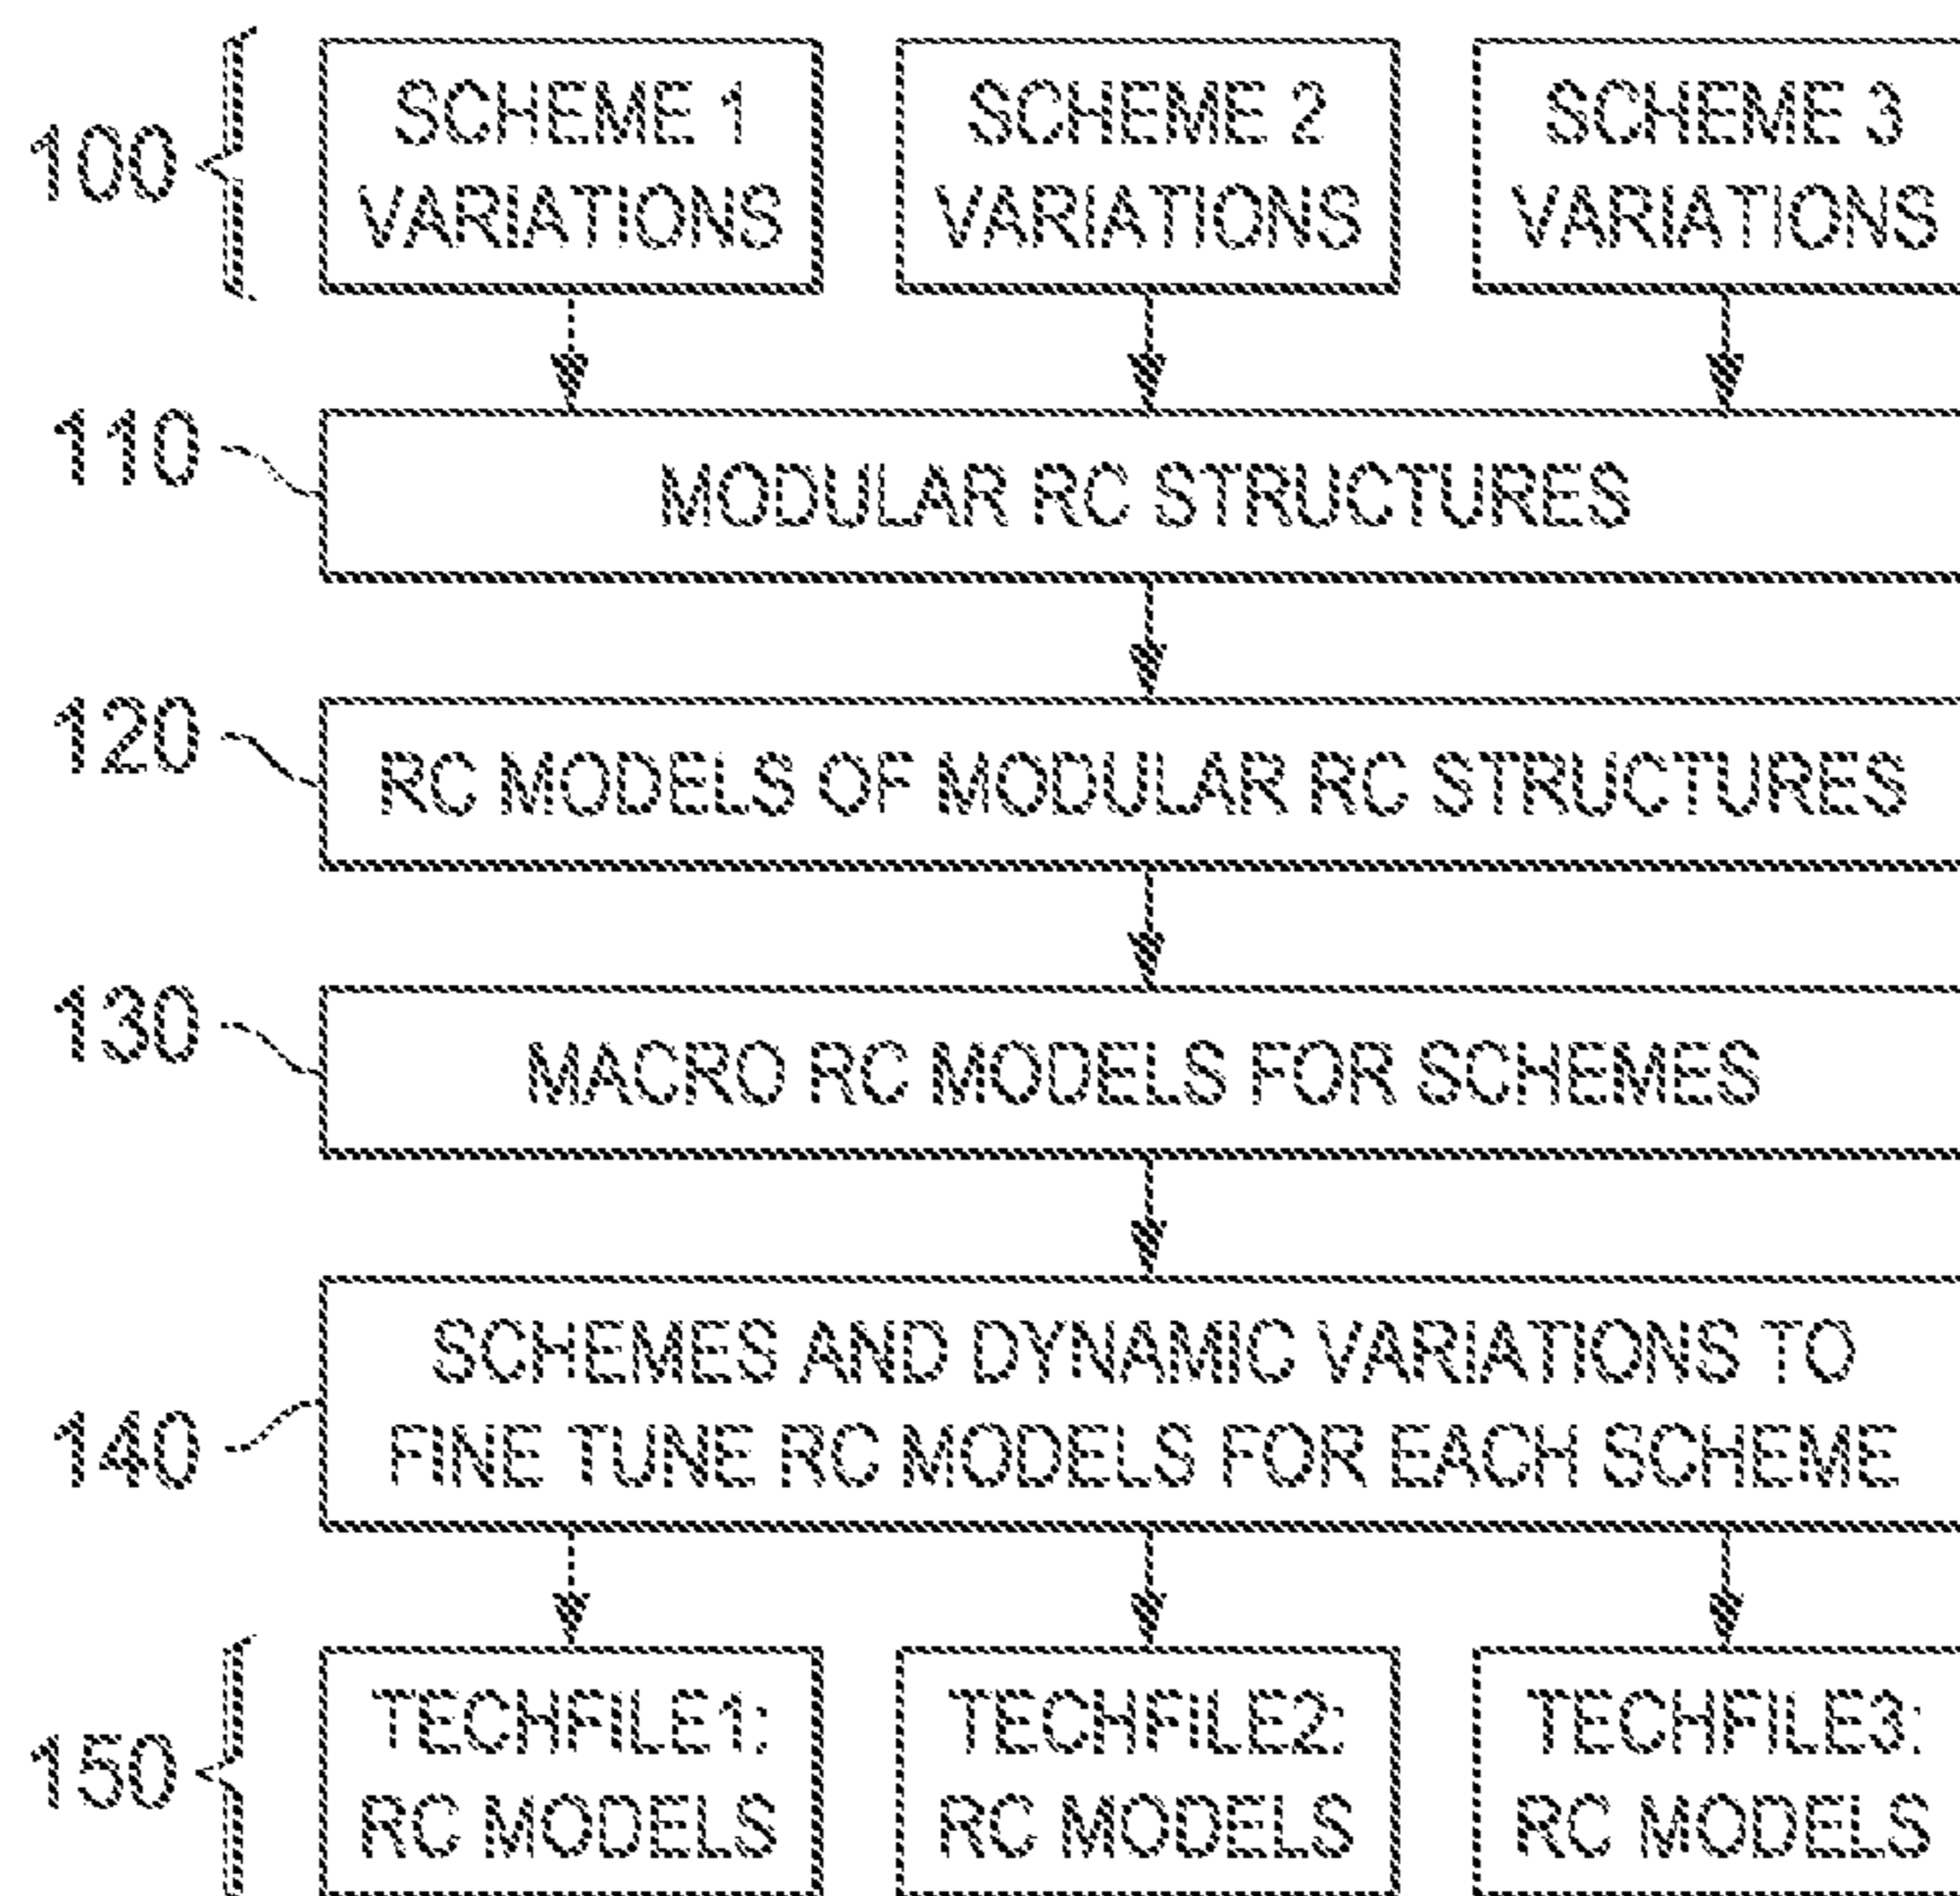 100
SCHEME 1
VARIATIONS
SCHEME 2
VARIATIONS
SCHEME 3
VARIATIONS
110
MODULAR RC STRUCTURES
120
RC MODELS OF MODULAR RC STRUCTURES
130
MACRO RC MODELS FOR SCHEMES
140
SCHEMES AND DYNAMIC VARIATIONS TO
FINE TUNE RC MODELS FOR EACH SCHEME
150
TECHFILE1:
RC MODELS
TECHFILE2:
RC MODELS
TECHFILE3:
RC MODELS